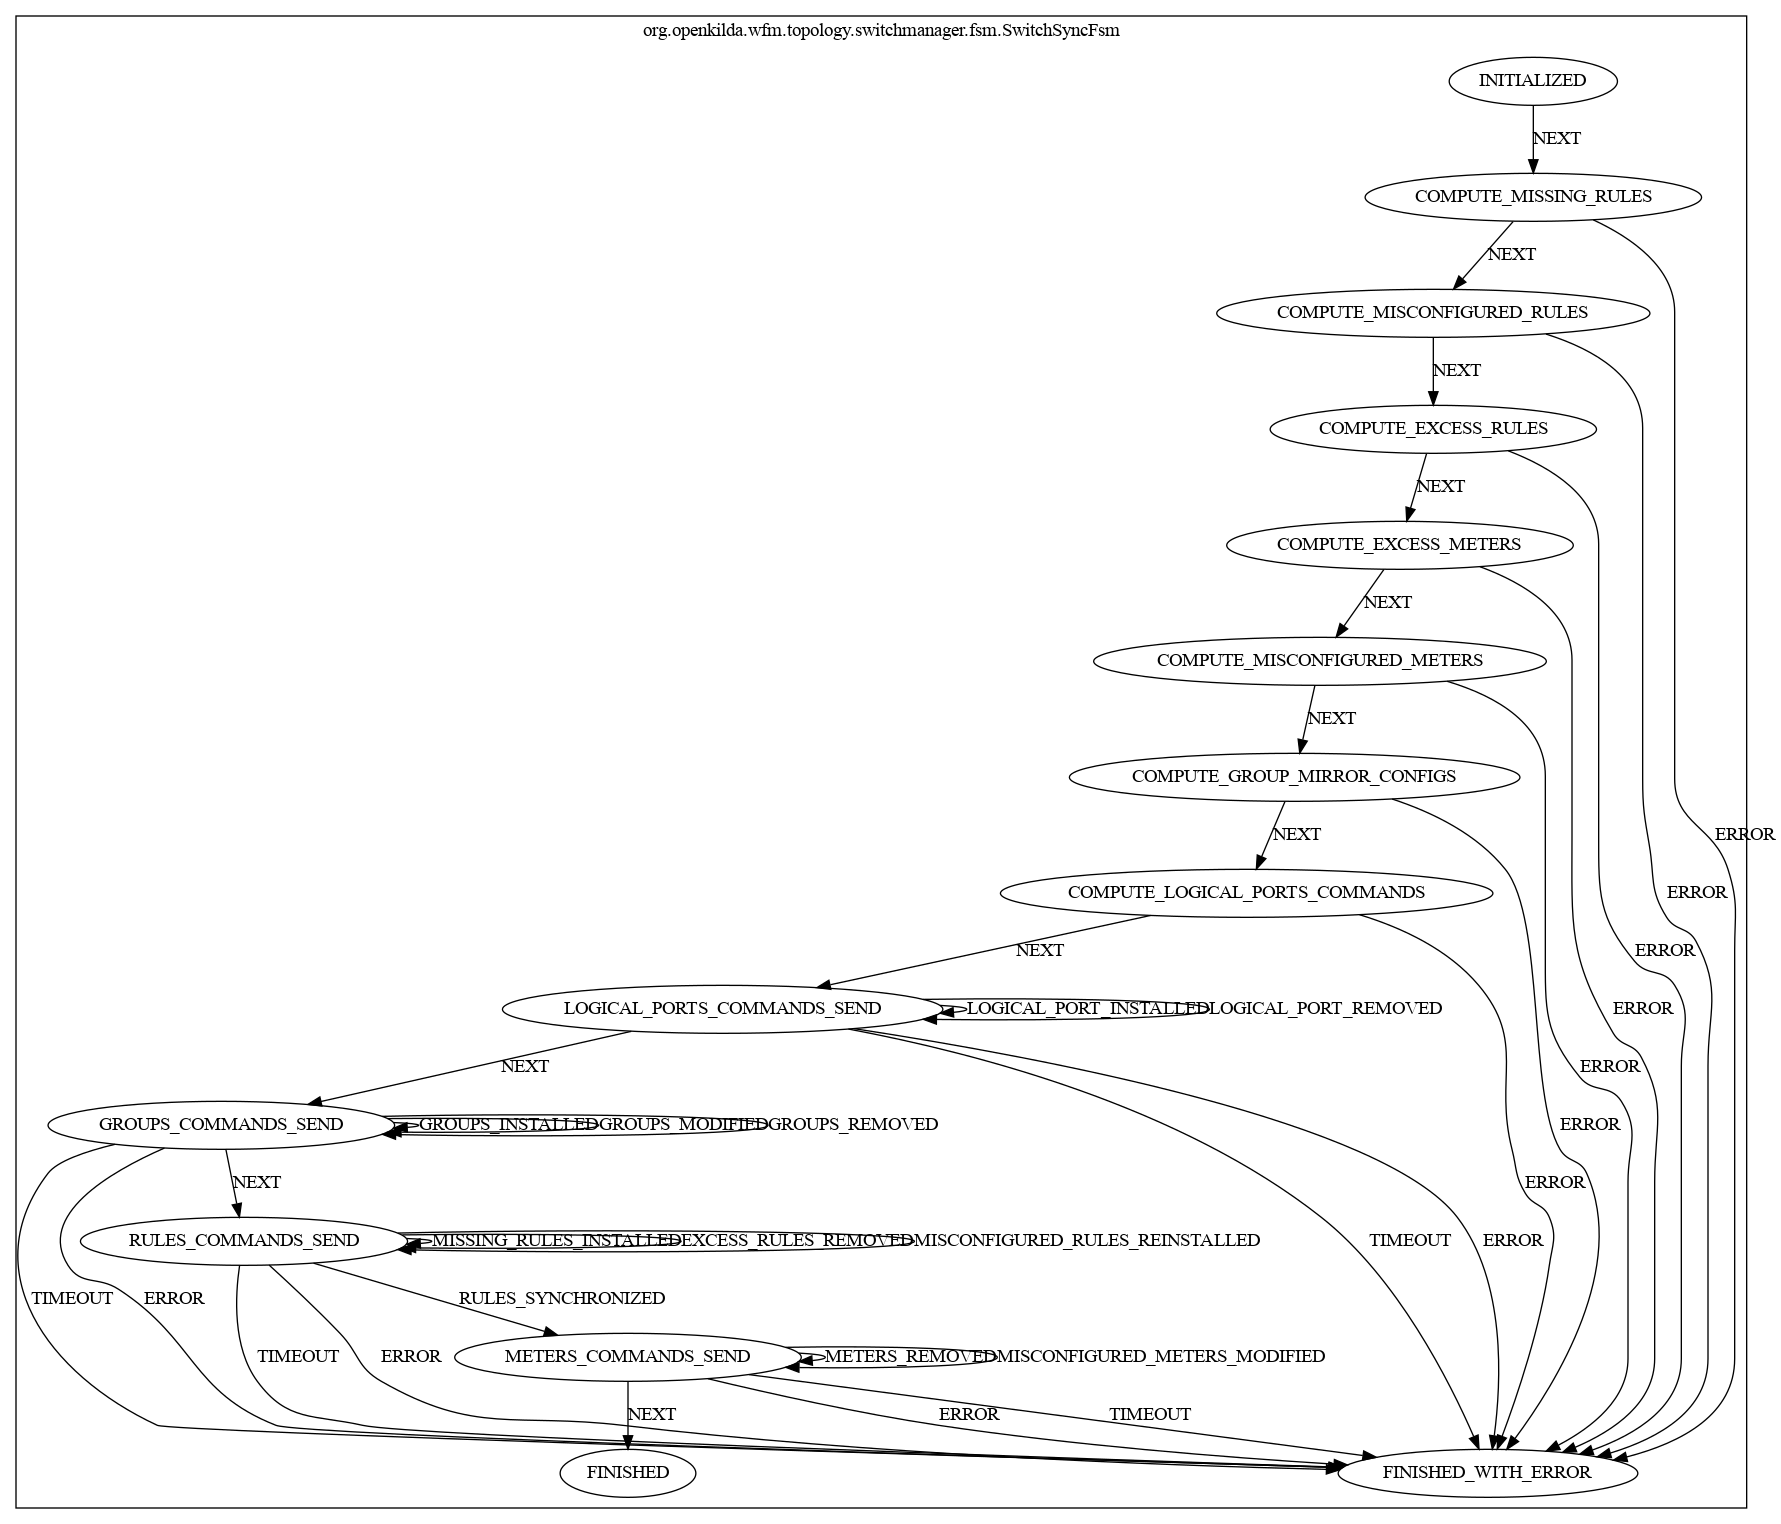 org.openkilda.wfm.topology.switchmanager.fsm.SwitchSyncFsm
INITIALIZED
NEXT
COMPUTE_MISSING_RULES
NEXT
COMPUTE_MISCONFIGURED_RULES
NEXT
COMPUTE_EXCESS_RULES
NEXT
COMPUTE_EXCESS_METERS
NEXT
COMPUTE_MISCONFIGURED_METERS
NEXT
COMPUTE_GROUP_MIRROR_CONFIGS
NEXT
ERROR
COMPUTE_LOGICAL_PORTS_COMMANDS
ERROR
NEXT
ERROR
LOGICAL_PORTS_COMMANDS_SEND
LOGICAL_PORT_INSTALLED
LOGICAL_PORT_REMOVED
ERROR
NEXT
ERROR
GROUPS_COMMANDS_SEND
GROUPS_INSTALLED
GROUPS_MODIFIED
GROUPS_REMOVED
ERROR
NEXT
ERROR
RULES_COMMANDS_SEND
MISSING_RULES_INSTALLED
EXCESS_RULES_REMOVED
MISCONFIGURED_RULES_REINSTALLED
TIMEOUT
ERROR
TIMEOUT
ERROR
RULES_SYNCHRONIZED
TIMEOUT
ERROR
METERS_COMMANDS_SEND
METERS_REMOVED
MISCONFIGURED_METERS_MODIFIED
NEXT
ERROR
TIMEOUT
FINISHED
FINISHED_WITH_ERROR